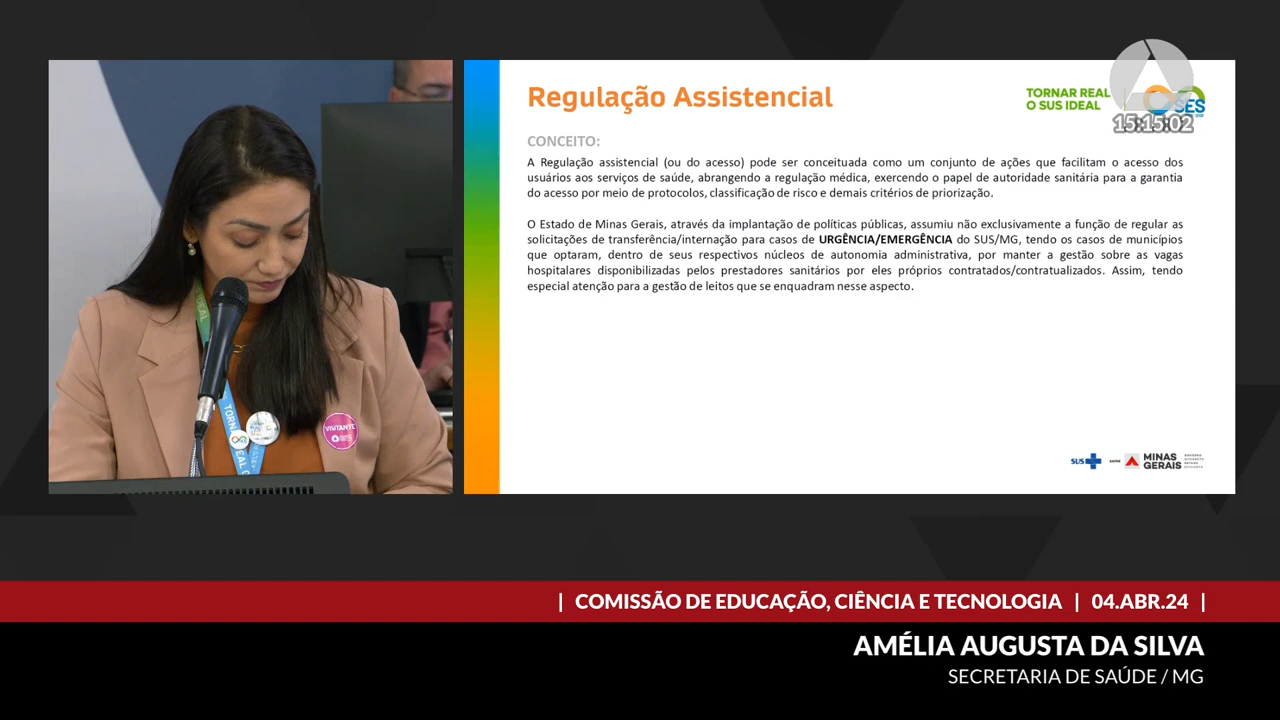 Regulação Assistencial
TORNAR REAL
O SUS IDEAL
SES
15:15:02
CONCEITO:
A Regulação assistencial (ou do acesso) pode ser conceituada como um conjunto de ações que facilitam o acesso dos
usuários aos serviços de saúde, abrangendo a regulação médica, exercendo o papel de autoridade sanitária para a garantia
do acesso por meio de protocolos, classificação de risco e demais critérios de priorização.
O Estado de Minas Gerais, através da implantação de políticas públicas, assumiu não exclusivamente a função de regular as
solicitações de transferência/internação para casos de URGÊNCIA/EMERGÊNCIA do SUS/MG, tendo os casos de municípios
que optaram, dentro de seus respectivos núcleos de autonomia administrativa, por manter a gestão sobre as vagas
hospitalares disponibilizadas pelos prestadores sanitários por eles próprios contratados/contratualizados. Assim, tendo
especial atenção para a gestão de leitos que se enquadram nesse aspecto.
VISITANTE
SUS
SAÚDE
MINAS
GERAIS
| COMISSÃO DE EDUCAÇÃO, CIÊNCIA E TECNOLOGIA | 04.ABR.24 |
AMÉLIA AUGUSTA DA SILVA
SECRETARIA DE SAÚDE / MG